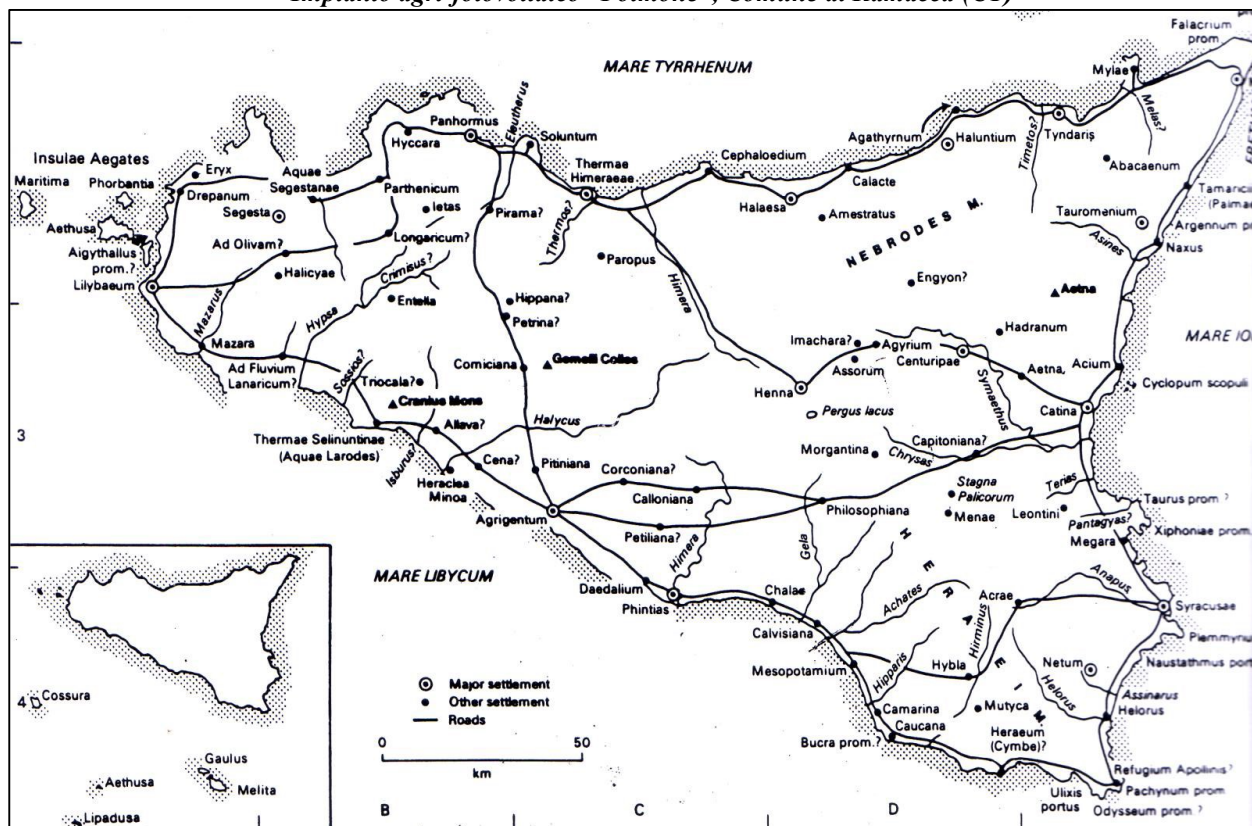 MARE TYRRHENUM
Falacrium
prom.
Mylae
Melas?
Panhormus
Eleutherus
Soluntum
Hyccara
Agathyrnum
Haluntium
Timetos?
Tyndaris
Abacaenum
Insulae Aegates
Maritima
Phorbantia
Eryx
Aquae
Segestanae
Parthenicum
Thermae
Himeraeae
Cephaloedium
Calacte
Drepanum
Segesta
Ietas
Pirama?
Thermos?
Halaesa
Amestratus
Tauromenium
Argennum
Aethusa
Aigythallus
prom.?
Ad Olivam?
Longaricum?
Paropus
Himera
NEBRODES M.
Asines
Naxus
Lilybaeum
Halicyae
Crimisus?
Entella
Hippana?
Petrina?
Engyon?
Aetna
Mazarus
Hypsa
Hadranum
Mazara
Ad Fluvium
Lanaricum?
Sossios?
Triocala?
Comiciana
Gemelli Colles
Imachara?
Assorum
Agyrium
Centuripae
Aetna,
Acium
Cyclopum scopuli
Cranius Mons
Henna
Symaethus
Catina
3
Thermae Selinuntinae
(Aquae Larodes)
Allava?
Halycus
Pergus lacus
Isburus?
Heraclea
Minoa
Cena?
Pitiniana
Corconiana?
Calloniana
Morgantina
Chrysas
Capitoniana?
Stagna
Palicorum
Menae
Leontini
Terias
Taurus prom.?
Pantagyas?
Xiphoniae prom.
Megara
Agrigentum
Petiliana?
Himera
Philosophiana
Gela
MARE LIBYCUM
Daedalium
Phintias
Chalae
Calvisiana
Achates
HERAEI M.
Acrae
Hirminus
Anapus
Syracusae
Mesopotamium
Hipparis
Hybla
Netum
Naustathmus
Assinarus
Helorus
Helorus
Camarina
Caucana
Mutyca
Bucra prom.?
Heraeum
(Cymbe)?
Refugium Apollinis?
Pachynum prom
Ulixis
portus
Odysseum prom.?
Major settlement
Other settlement
Roads
0 50
km
4
Cossura
Gaulus
Melita
Aethusa
Lipadusa
B C D